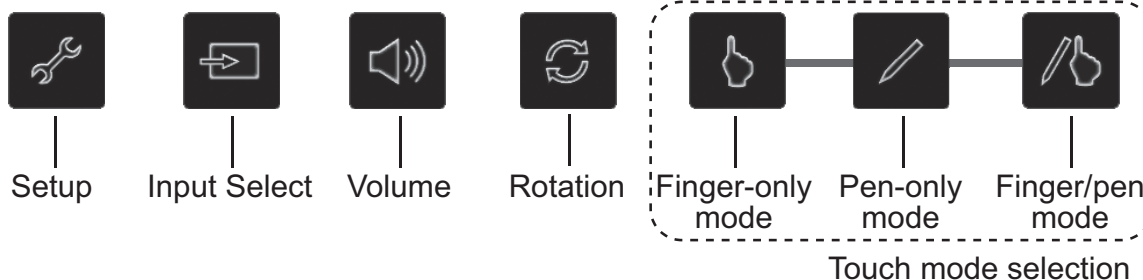 Setup
Input Select
Volume
Rotation
Finger-only
mode
Pen-only
mode
Finger/pen
mode
Touch mode selection